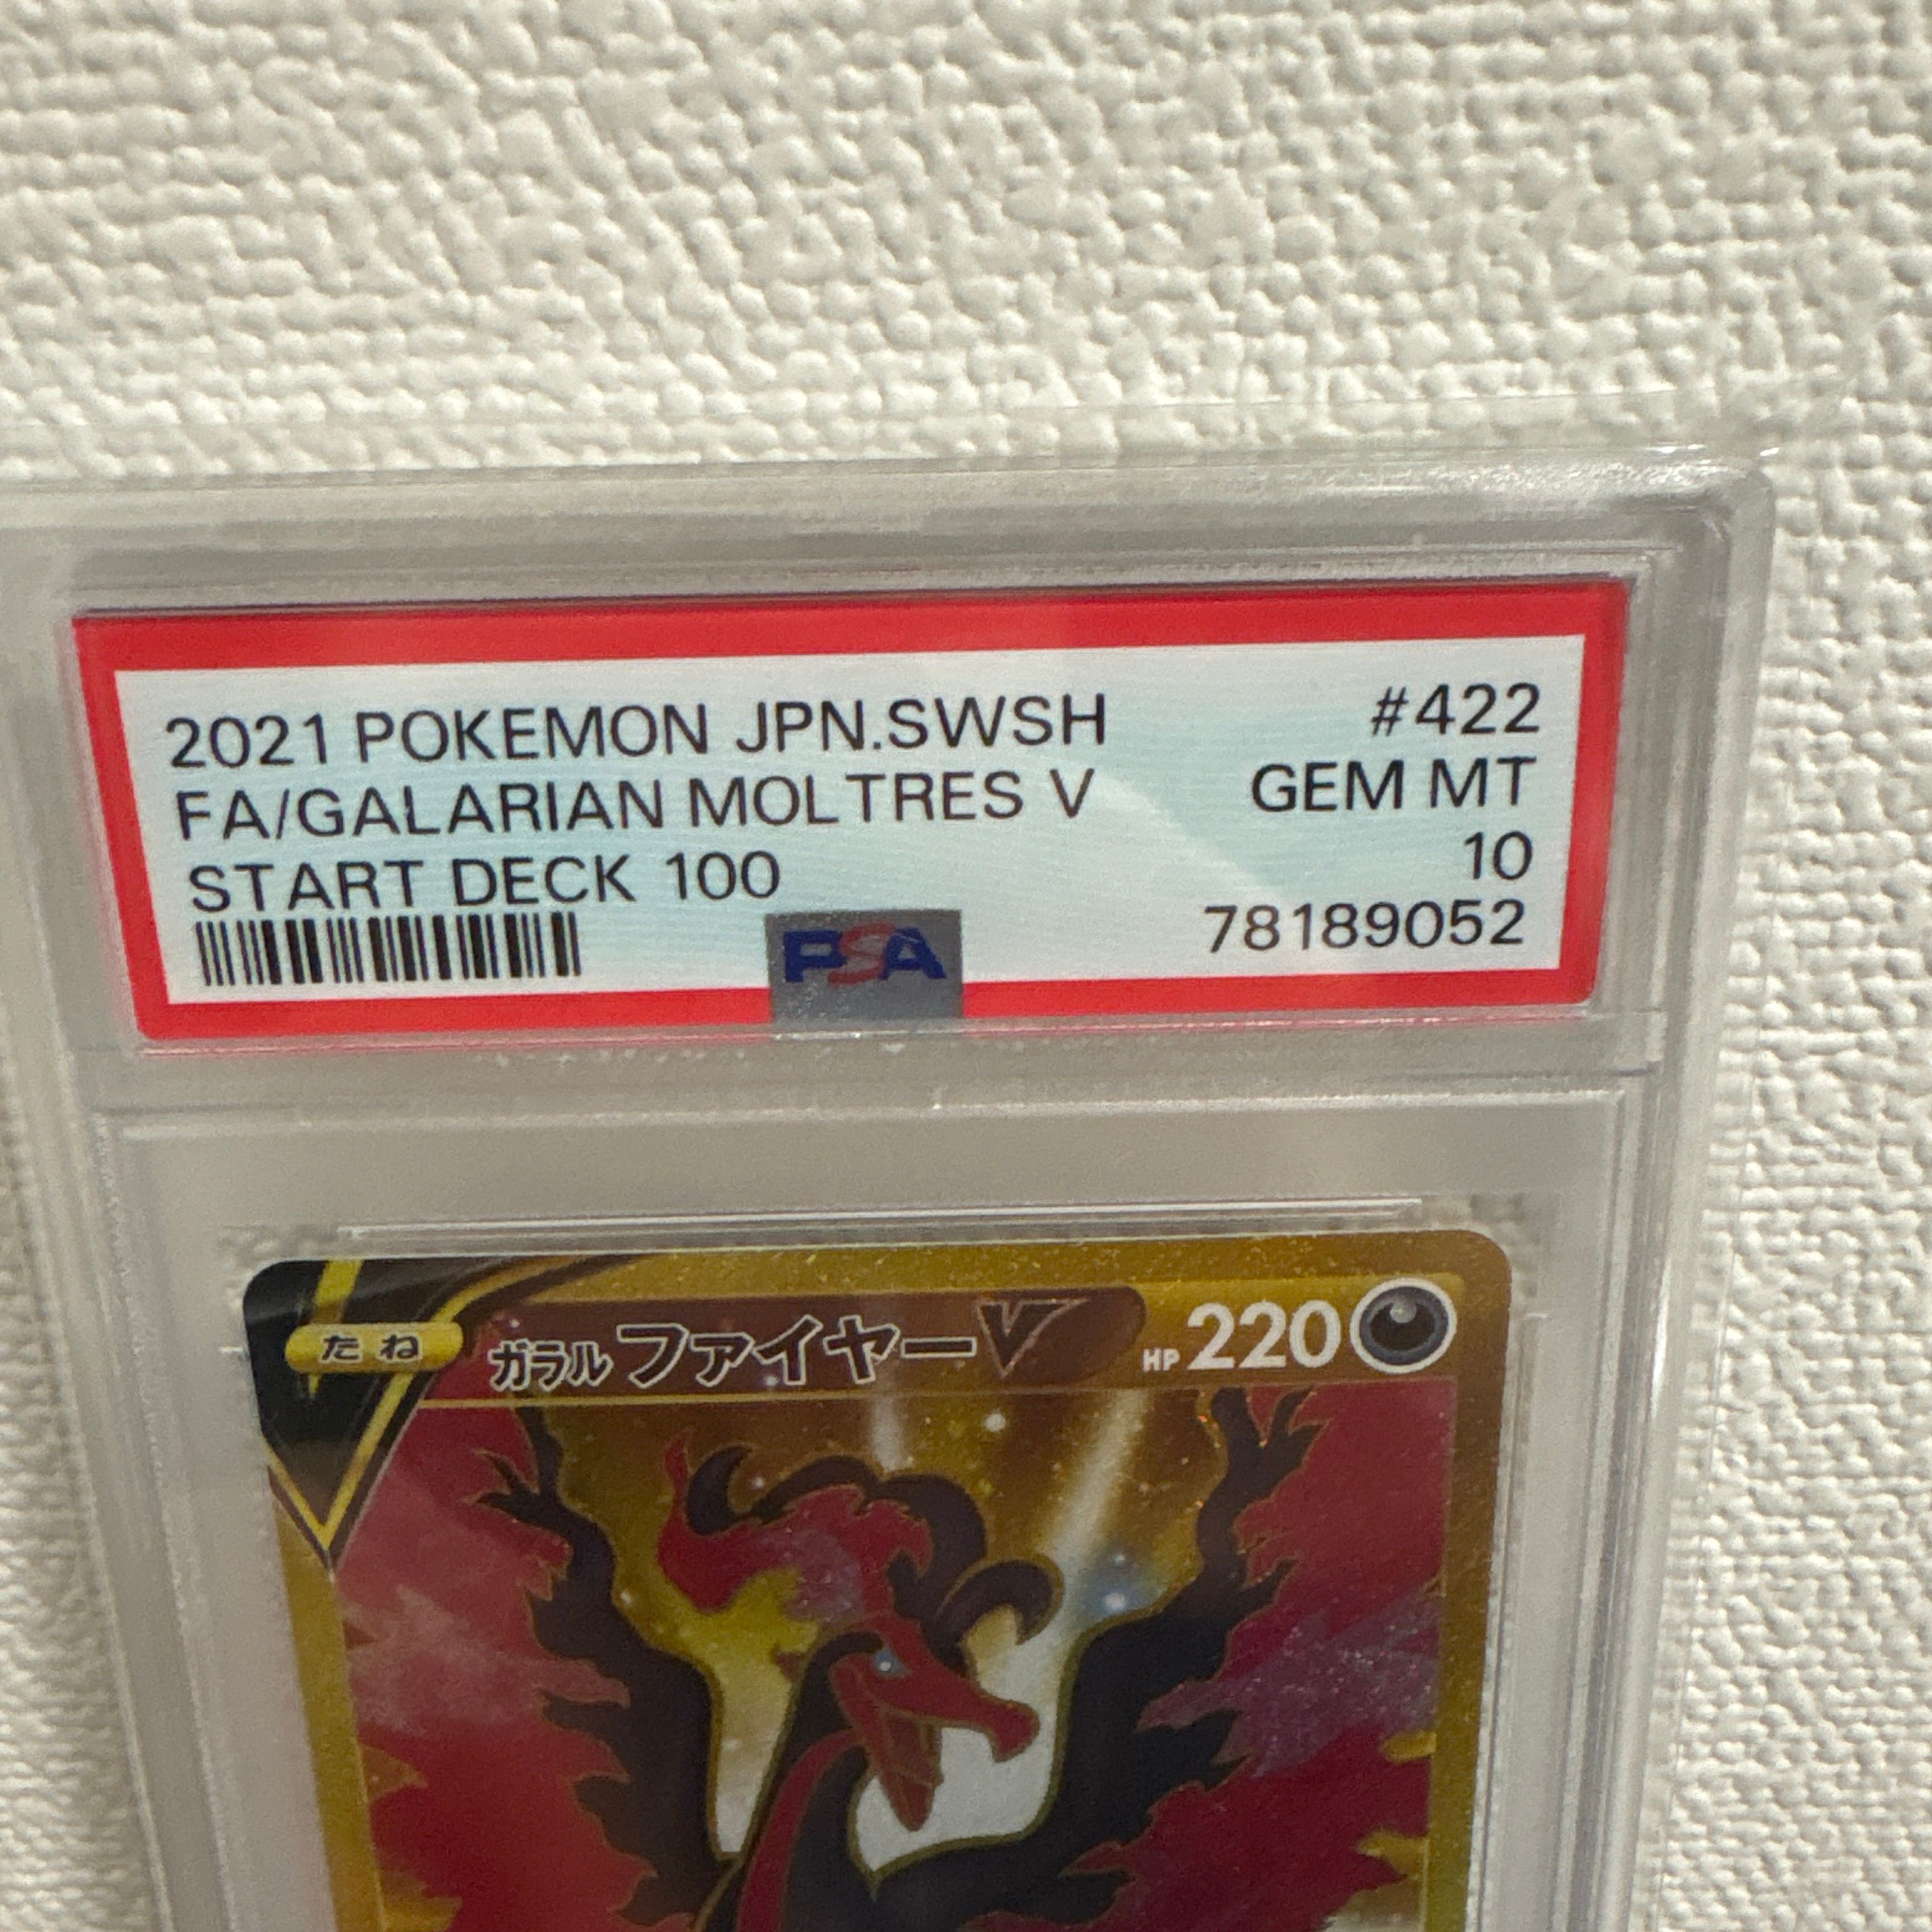 2021 POKEMON JPN.SWSH #422
FA/GALARIAN MOLTRES V GEM MT
START DECK 100 10
PSA 78189052
たね ガラル ファイヤーV HP 220